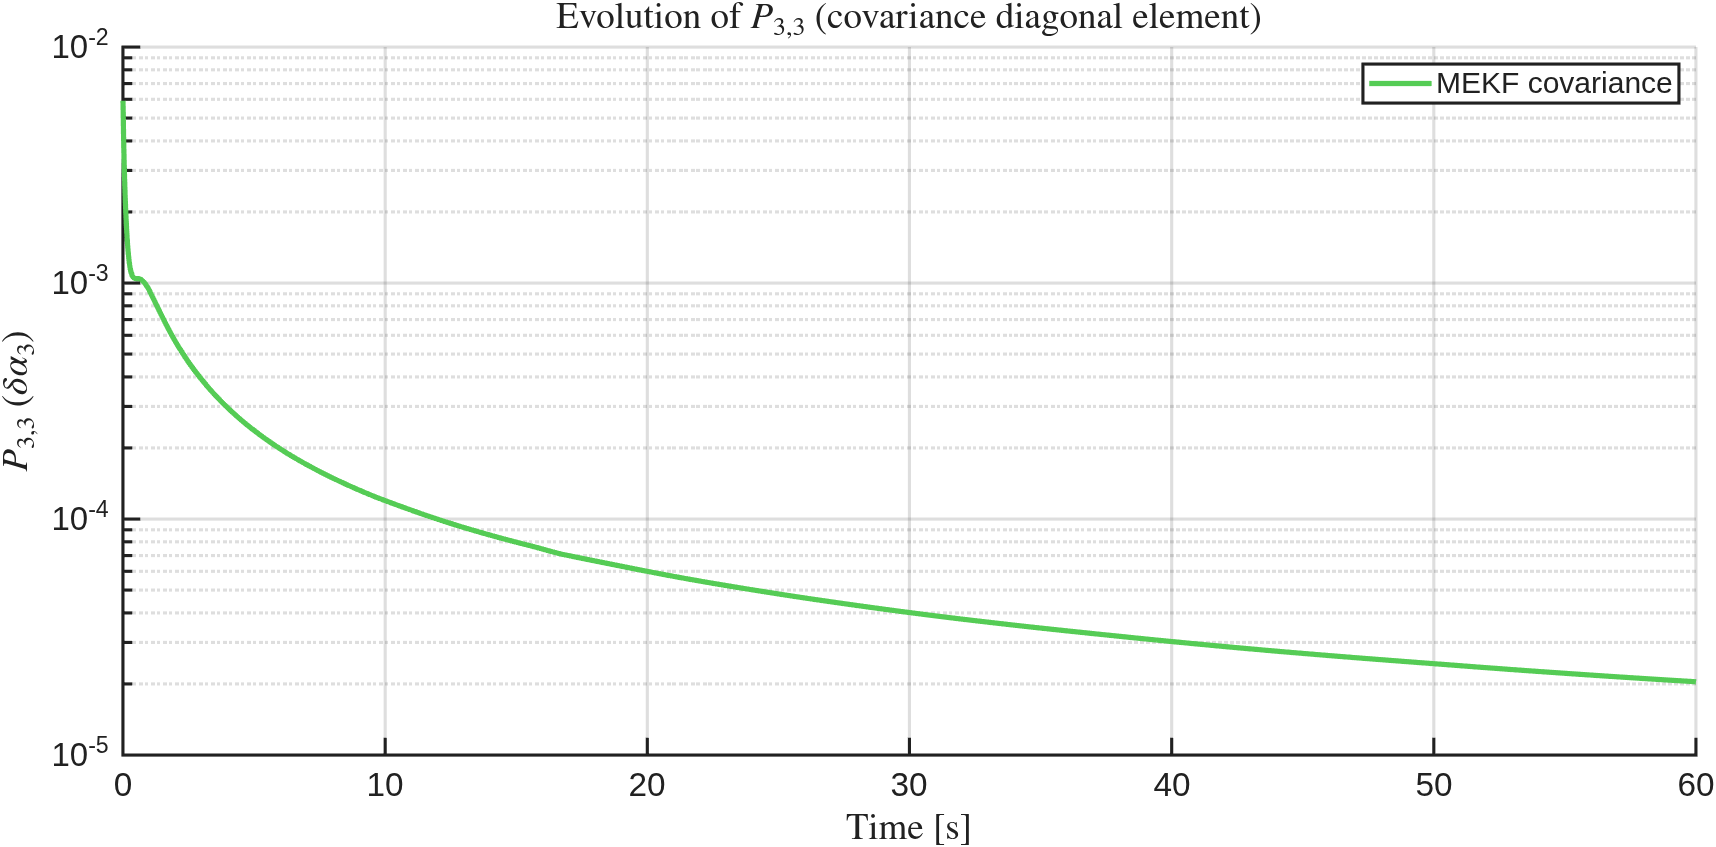 Evolution of P3,3 (covariance diagonal element)
MEKF covariance
10-2
10-3
10-4
10-5
P3,3 (δα3)
0 10 20 30 40 50 60
Time [s]